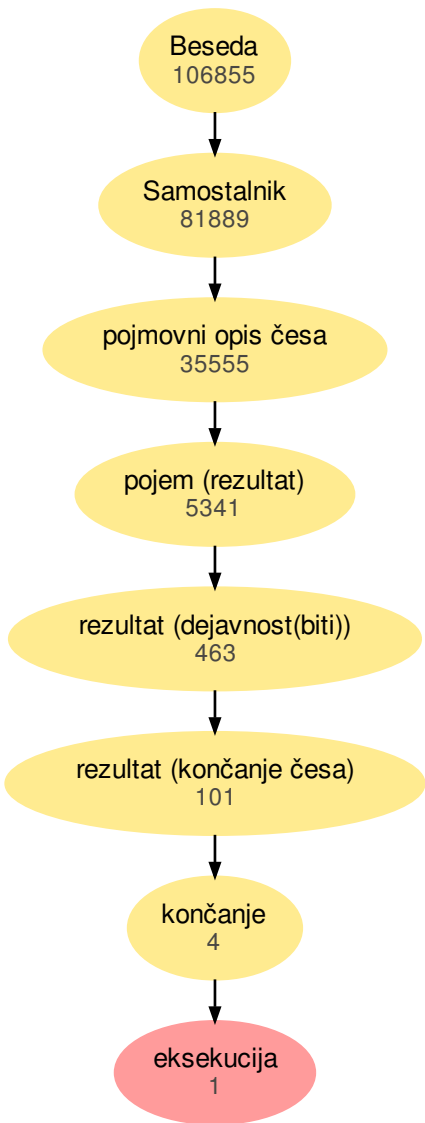 Beseda
106855
Samostalnik
81889
pojmovni opis česa
35555
pojem (rezultat)
5341
rezultat (dejavnost(biti))
463
rezultat (končanje česa)
101
končanje
4
eksekucija
1